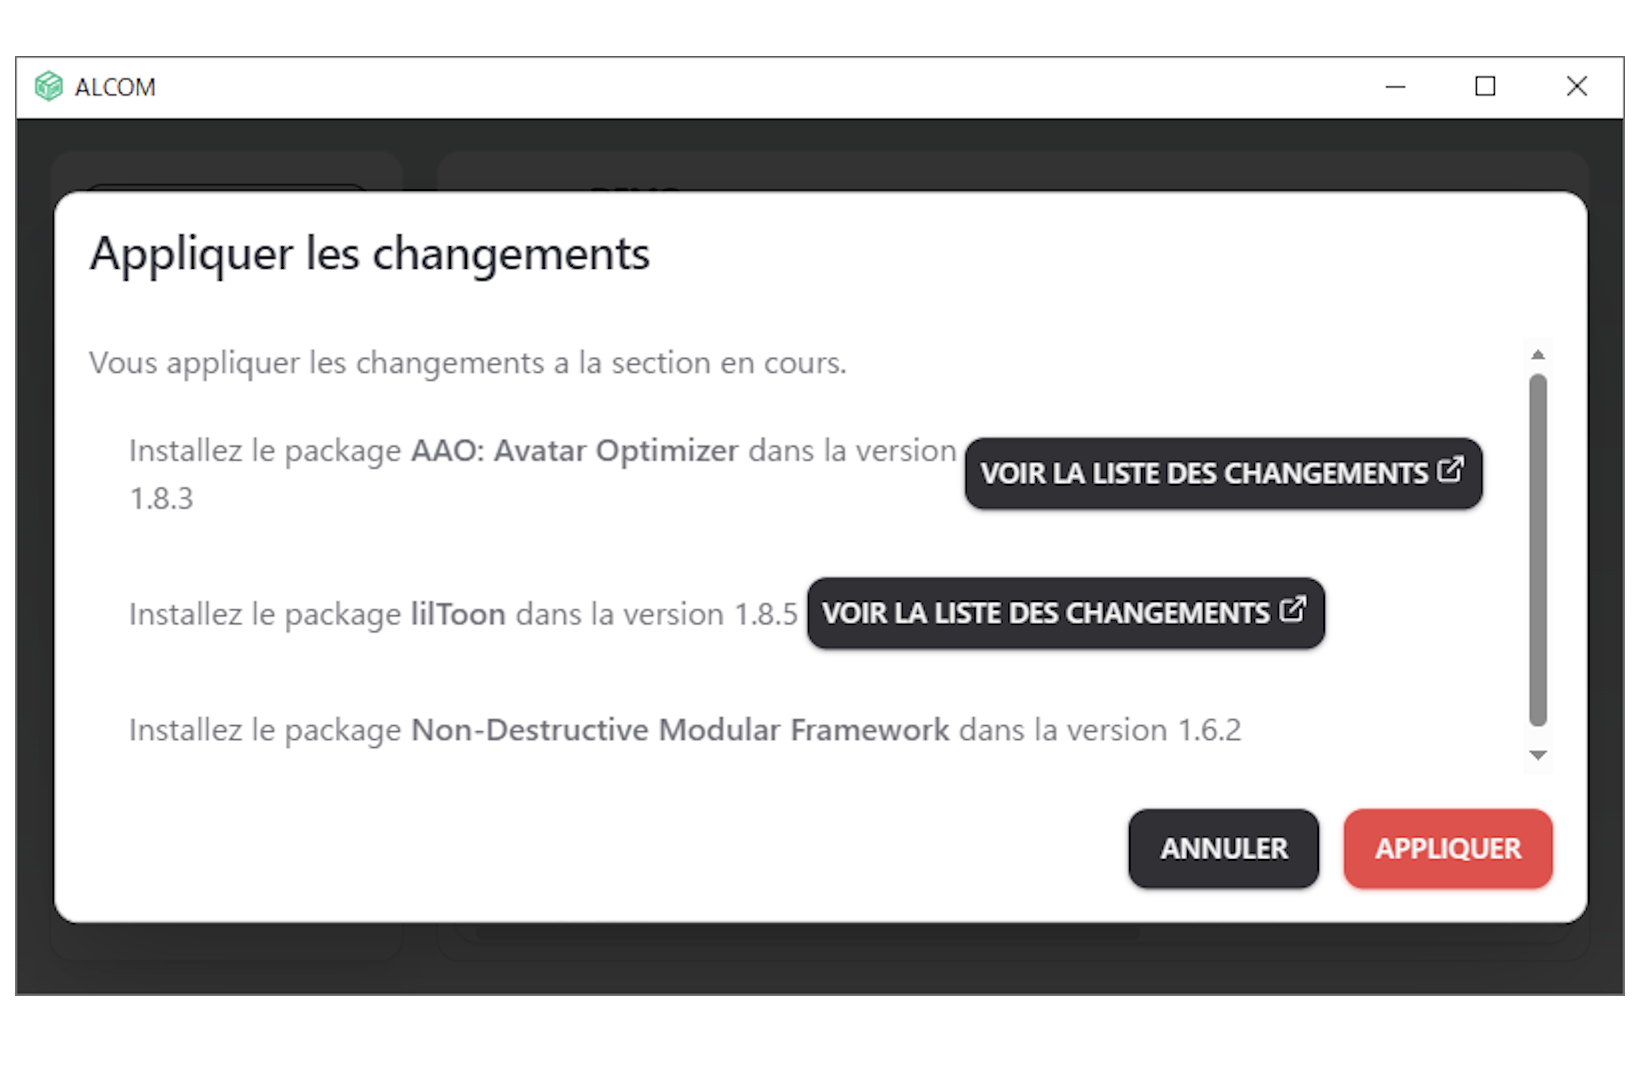 ALCOM
Appliquer les changements
Vous appliquer les changements a la section en cours.
Installez le package AAO: Avatar Optimizer dans la version
1.8.3
VOIR LA LISTE DES CHANGEMENTS
Installez le package lilToon dans la version 1.8.5 VOIR LA LISTE DES CHANGEMENTS
Installez le package Non-Destructive Modular Framework dans la version 1.6.2
ANNULER APPLIQUER